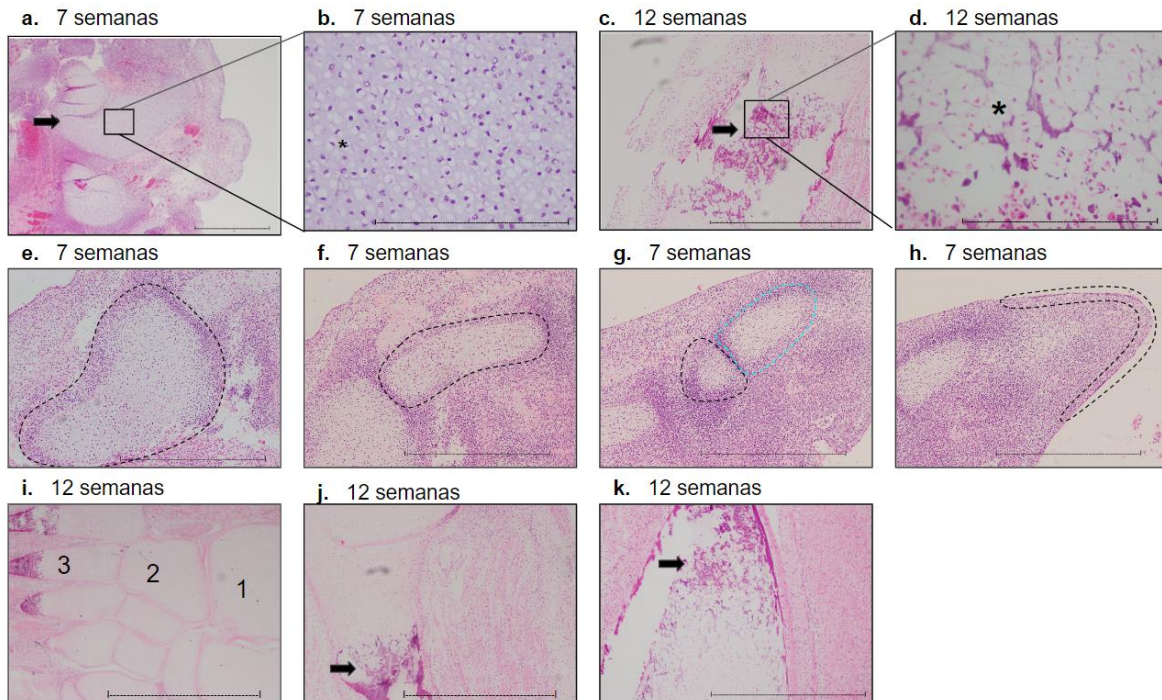 a. 7 semanas
b. 7 semanas
c. 12 semanas
d. 12 semanas
*
*
e. 7 semanas
f. 7 semanas
g. 7 semanas
h. 7 semanas
i. 12 semanas
j. 12 semanas
k. 12 semanas
3
2
1